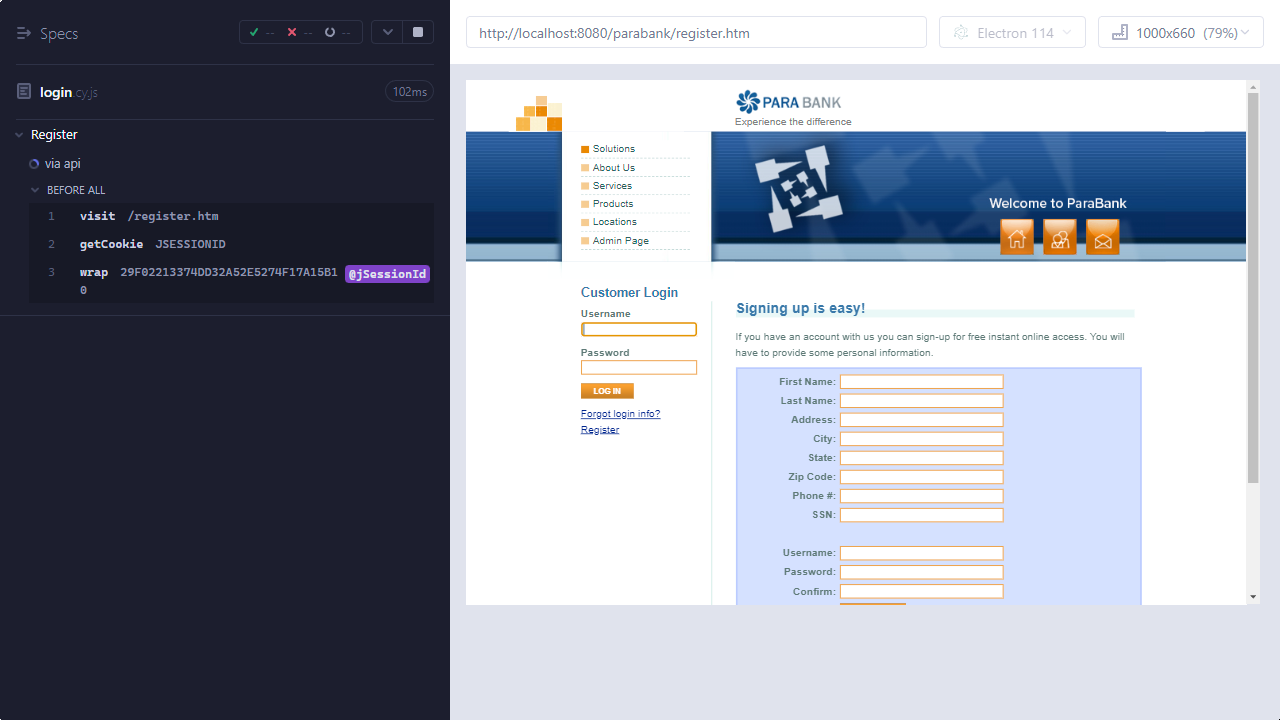 Specs
-- -- --
login cy.js
102ms
Register
via api
BEFORE ALL
1 visit /register.htm
2 getCookie JSESSIONID
3 wrap 29F02213374DD32A52E5274F17A15B1 @jSessionId
0
http://localhost:8080/parabank/register.htm
Electron 114
1000x660 (79%)
PARA BANK
Experience the difference
Solutions
About Us
Services
Products
Locations
Admin Page
Welcome to ParaBank
Customer Login
Username
Password
LOG IN
Forgot login info?
Register
Signing up is easy!
If you have an account with us you can sign-up for free instant online access. You will
have to provide some personal information.
First Name:
Last Name:
Address:
City:
State:
Zip Code:
Phone #:
SSN:
Username:
Password:
Confirm: